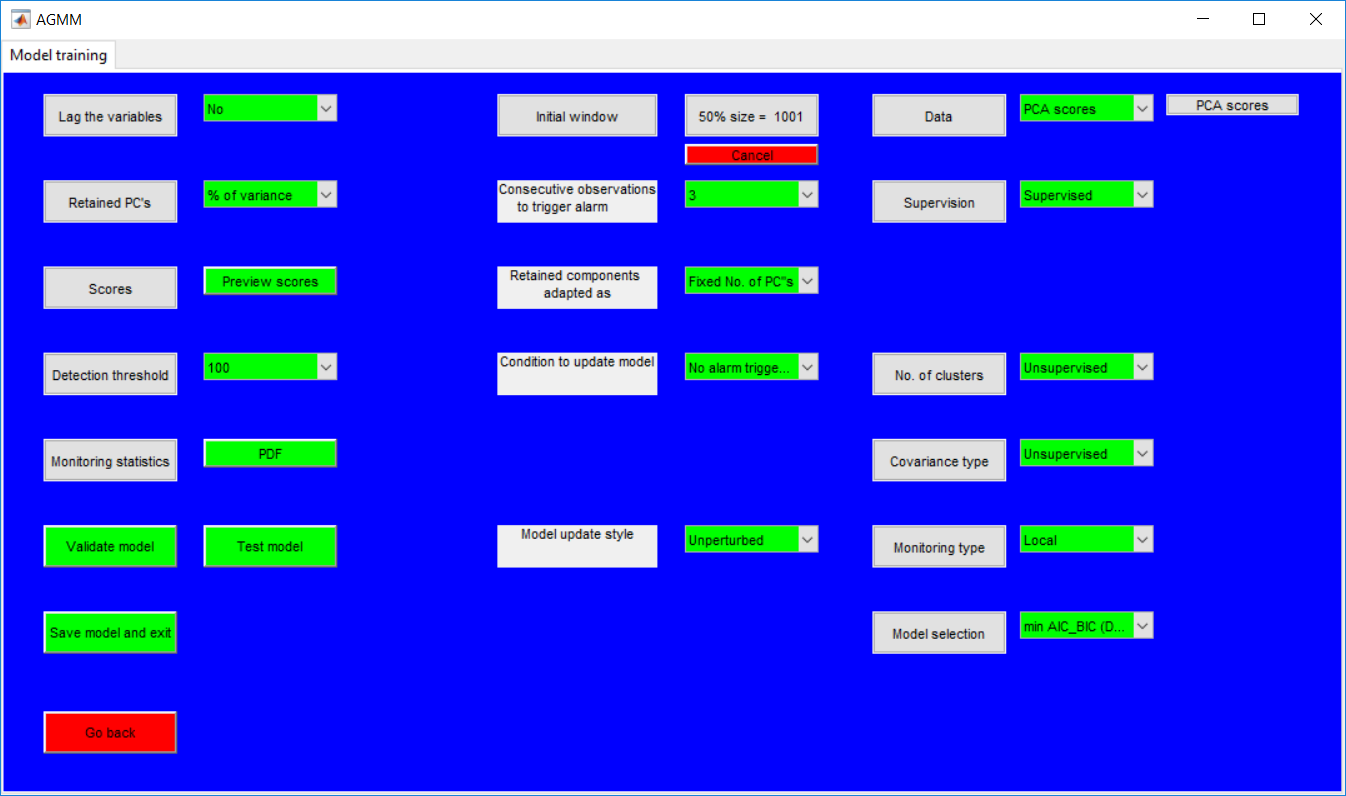 AGMM
Model training
Lag the variables
No
Initial window
50% size =  1001
Data
PCA scores
PCA scores
Cancel
Retained PC's
% of variance
Consecutive observations
to trigger alarm
3
Supervision
Supervised
Scores
Preview scores
Retained components
adapted as
Fixed No. of PC"s
Detection threshold
100
Condition to update model
No alarm trigge...
No. of clusters
Unsupervised
Monitoring statistics
PDF
Covariance type
Unsupervised
Validate model
Test model
Model update style
Unperturbed
Monitoring type
Local
Save model and exit
Model selection
min AIC_BIC (D...
Go back